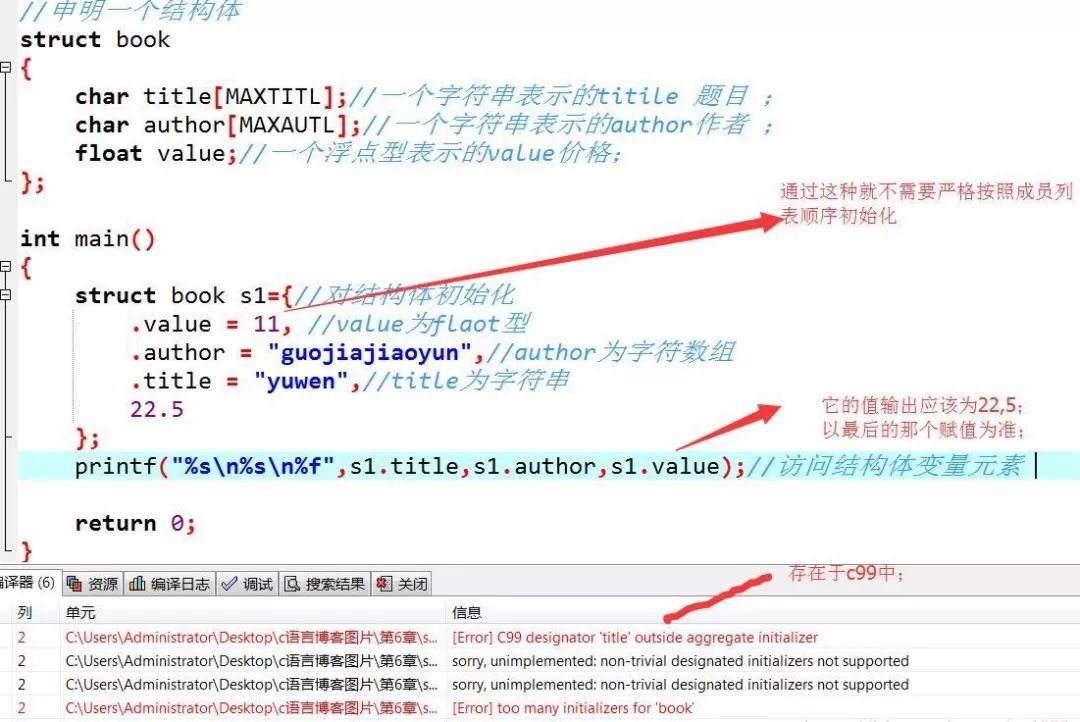 //申明一个结构体
struct book
{
char title[MAXTITL];//一个字符串表示的titile 题目 ;
char author[MAXAUTL];//一个字符串表示的author作者 ;
float value;//一个浮点型表示的value价格;
};
通过这种就不需要严格按照成员列
表顺序初始化
int main()
{
struct book s1={//对结构体初始化
.value = 11, //value为flaot型
.author = "guojiajiaoyun",//author为字符数组
.title = "yuwen",//title为字符串
22.5
它的值输出应该为22,5;
以最后的那个赋值为准;
};
printf("%s\n%s\n%f",s1.title,s1.author,s1.value);//访问结构体变量元素
return 0;
}
存在于c99中;
译器 (6) 资源 编译日志 调试 搜索结果 关闭
列 单元 信息
2 C:\Users\Administrator\Desktop\c语言博客图片\第6章\s... [Error] C99 designator 'title' outside aggregate initializer
2 C:\Users\Administrator\Desktop\c语言博客图片\第6章\s... sorry, unimplemented: non-trivial designated initializers not supported
2 C:\Users\Administrator\Desktop\c语言博客图片\第6章\s... sorry, unimplemented: non-trivial designated initializers not supported
2 C:\Users\Administrator\Desktop\c语言博客图片\第6章\s... [Error] too many initializers for 'book'